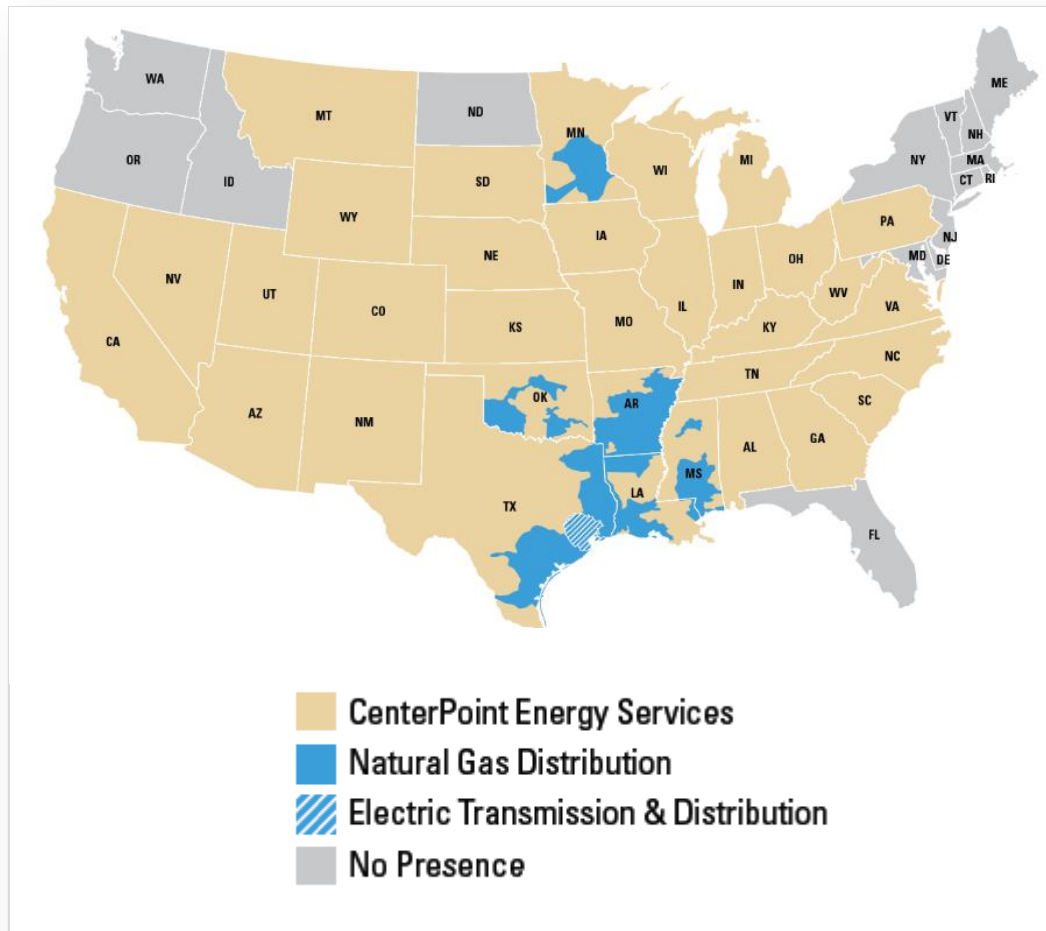 WA
MT
ND
MN
ME
VT
NH
OR
ID
SD
WI
MI
NY
MA
CT
RI
WY
IA
PA
NJ
NE
OH
MD
DE
NV
UT
CO
IL
IN
WV
VA
CA
KS
MO
KY
NC
TN
AZ
NM
OK
AR
SC
AL
GA
MS
TX
LA
FL
CenterPoint Energy Services
Natural Gas Distribution
Electric Transmission & Distribution
No Presence